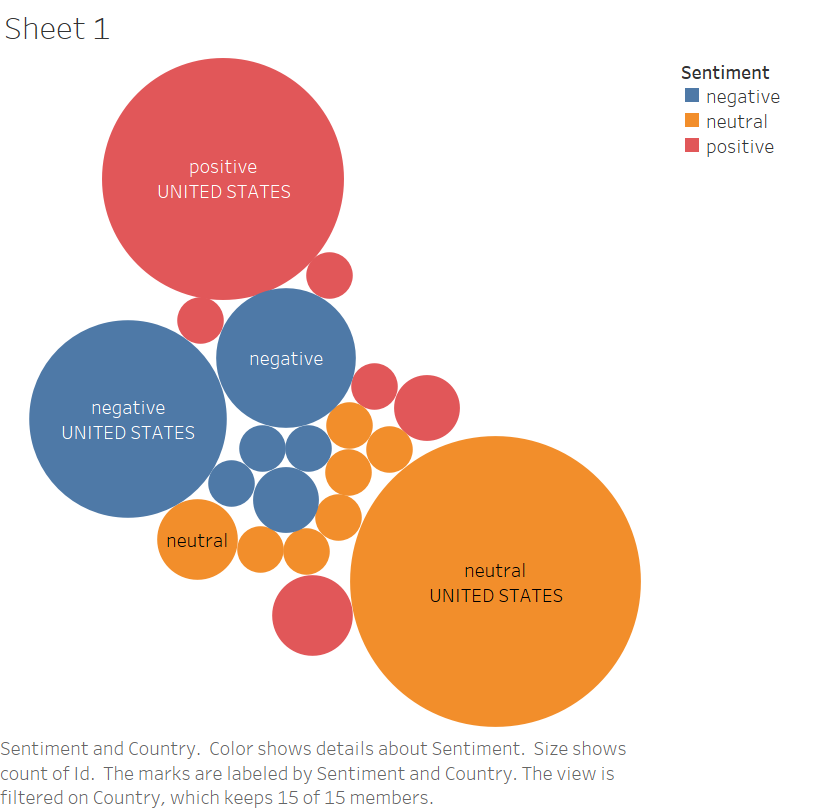 Sheet 1
Sentiment
negative
neutral
positive
positive
UNITED STATES
negative
negative
UNITED STATES
neutral
neutral
UNITED STATES
Sentiment and Country.  Color shows details about Sentiment.  Size shows
count of Id.  The marks are labeled by Sentiment and Country. The view is
filtered on Country, which keeps 15 of 15 members.